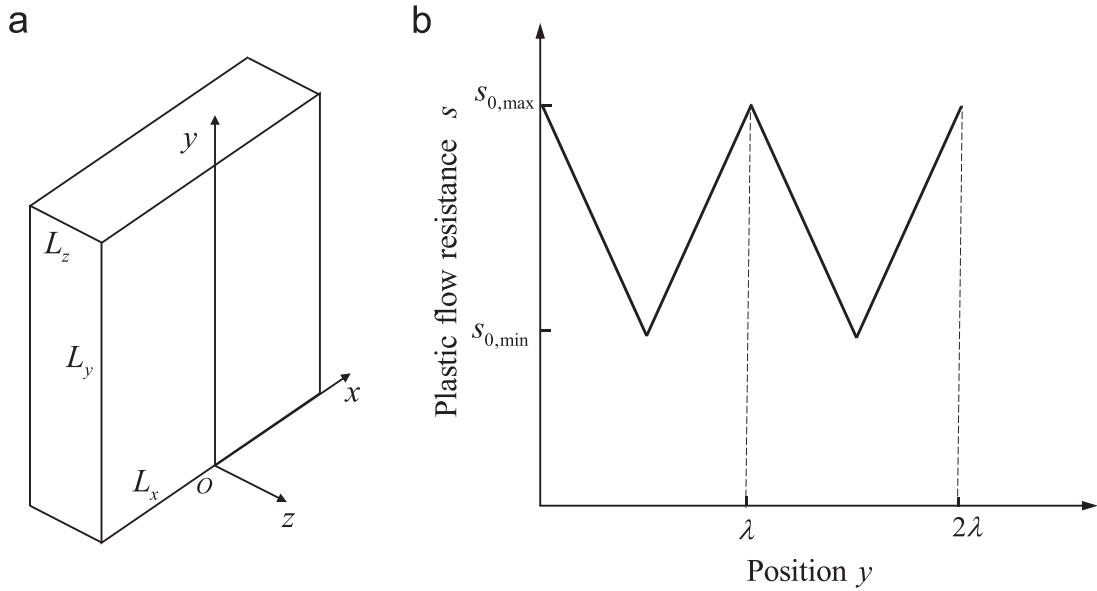 a
y
L_z
L_y
L_x
O
x
z
b
Plastic flow resistance s
s_{0,max}
s_{0,min}
λ
2λ
Position y